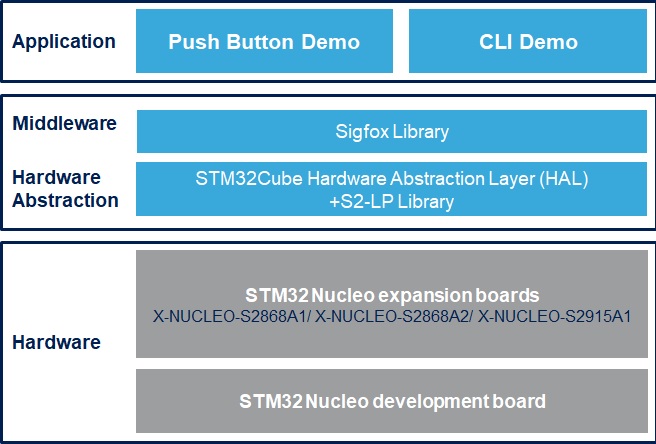 Application
Push Button Demo
CLI Demo
Middleware
Sigfox Library
Hardware
Abstraction
STM32Cube Hardware Abstraction Layer (HAL)
+S2-LP Library
Hardware
STM32 Nucleo expansion boards
X-NUCLEO-S2868A1/ X-NUCLEO-S2868A2/ X-NUCLEO-S2915A1
STM32 Nucleo development board